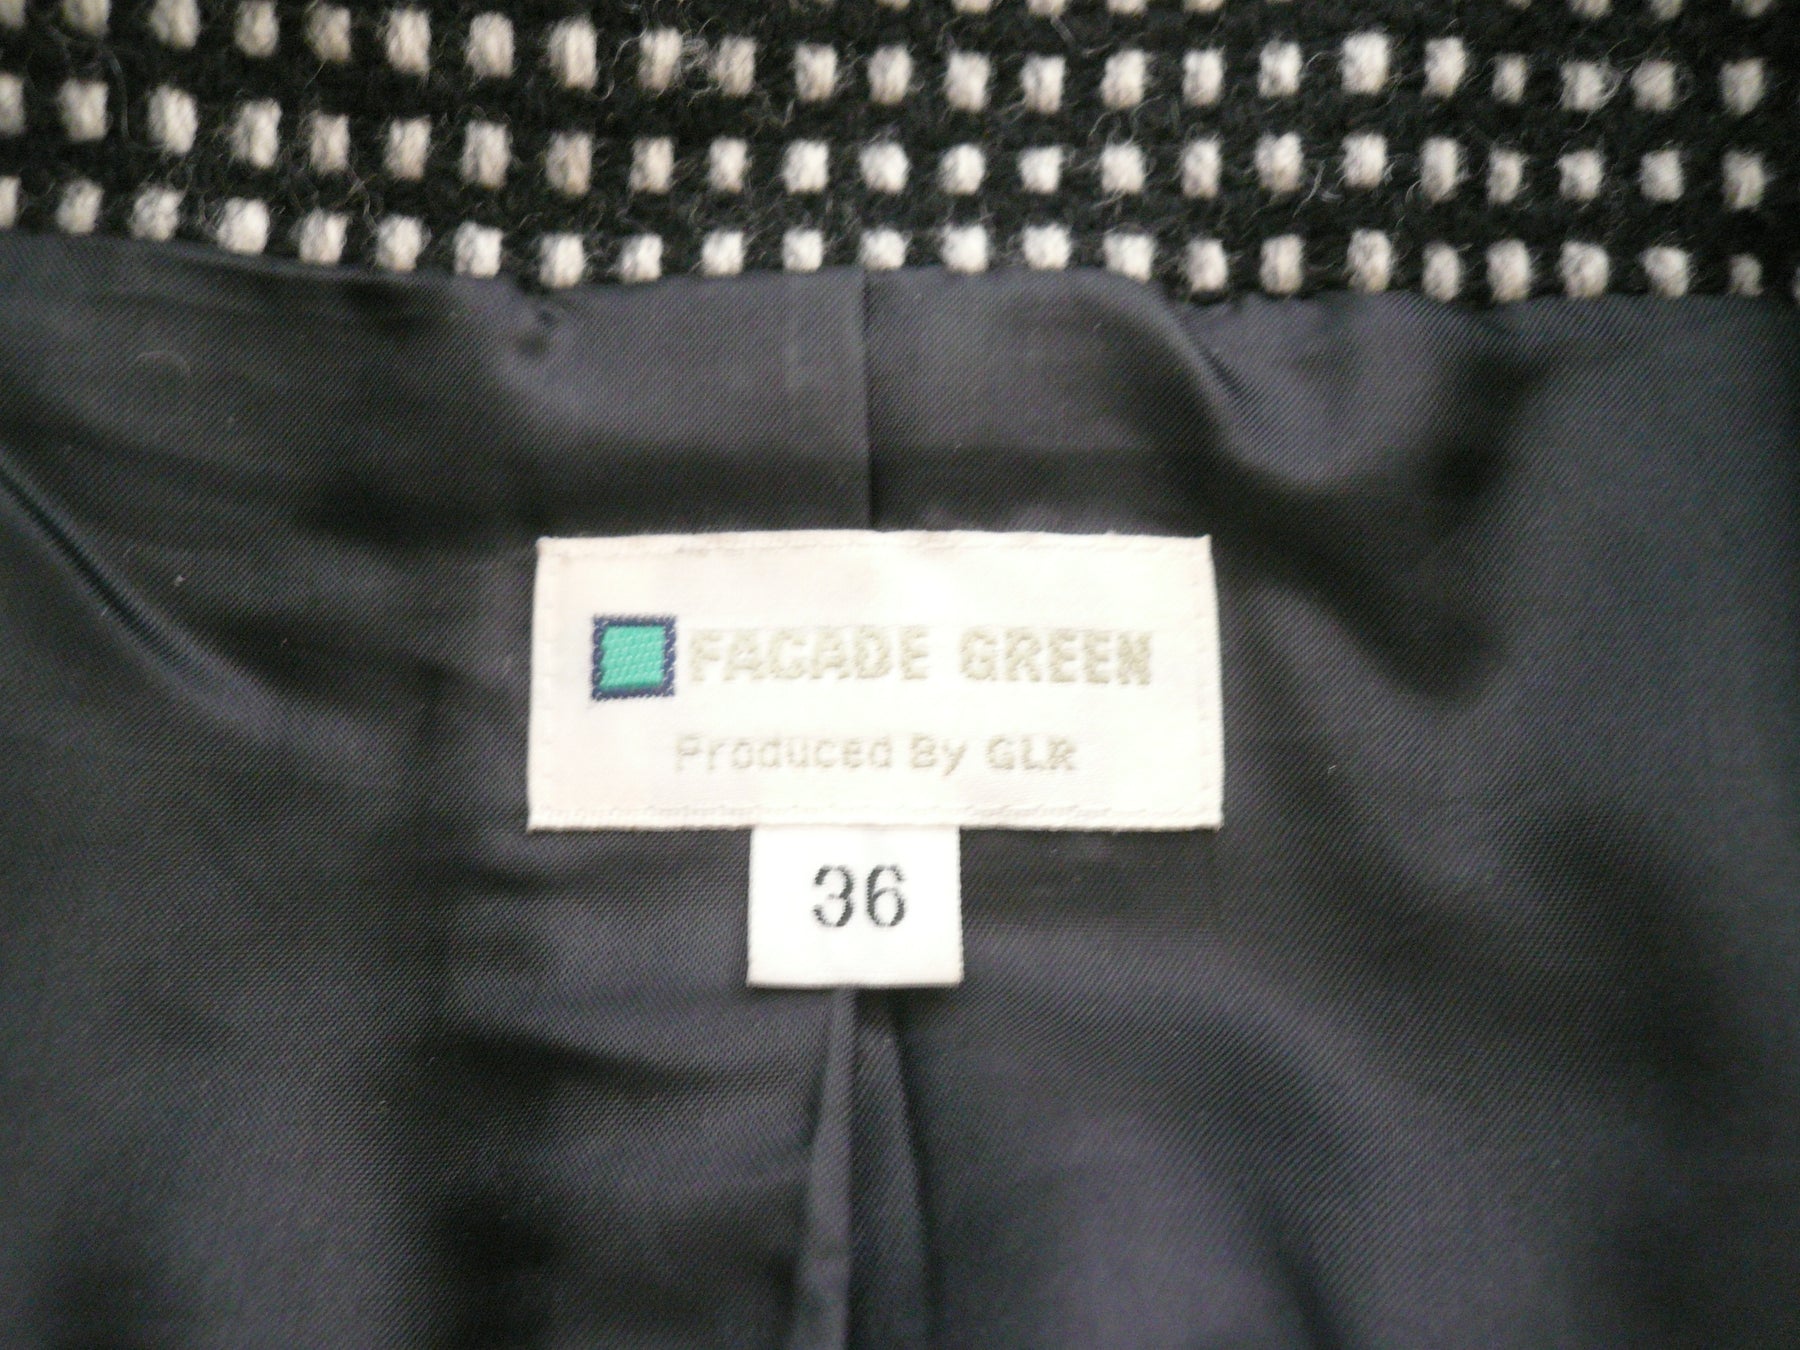 FACADE GREEN
Produced By GLR
36